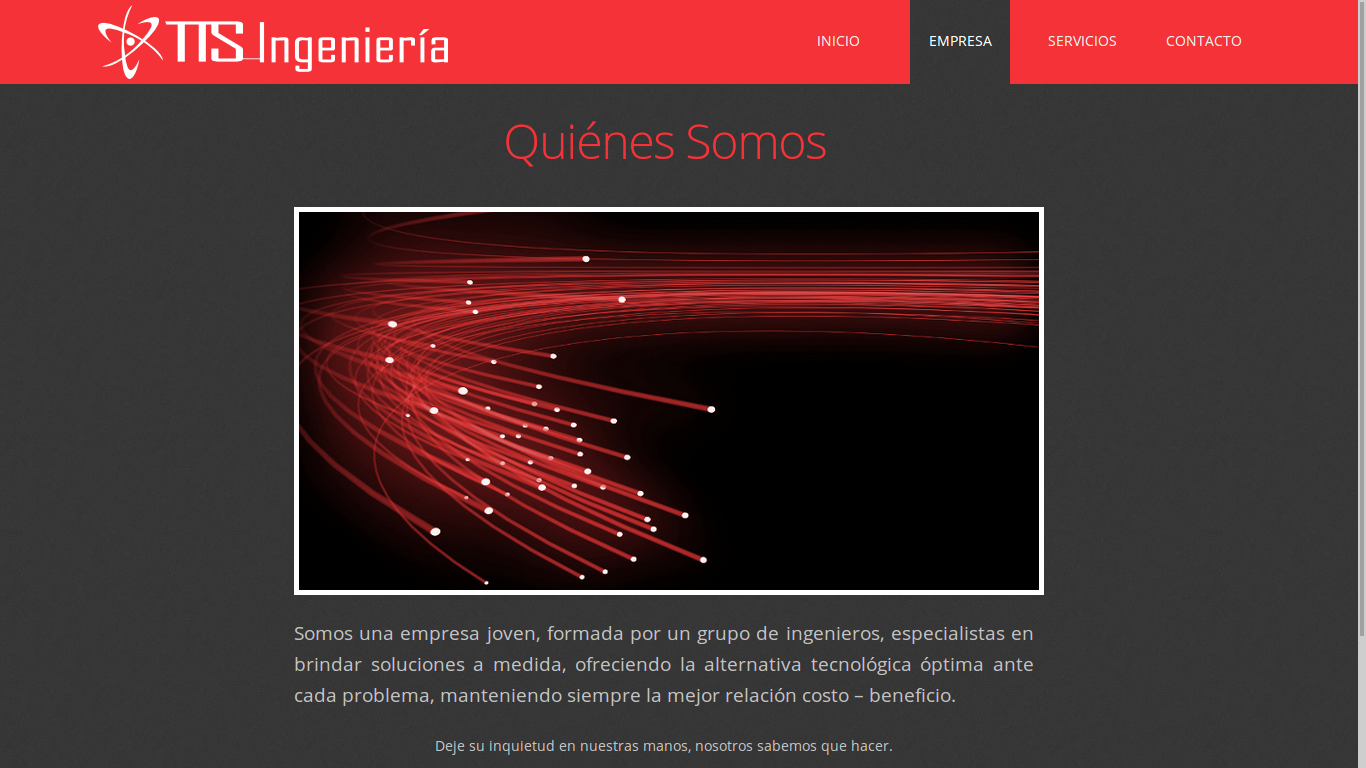 TIS Ingeniería
INICIO
EMPRESA
SERVICIOS
CONTACTO
Quiénes Somos
Somos una empresa joven, formada por un grupo de ingenieros, especialistas en
brindar soluciones a medida, ofreciendo la alternativa tecnológica óptima ante
cada problema, manteniendo siempre la mejor relación costo – beneficio.
Deje su inquietud en nuestras manos, nosotros sabemos que hacer.